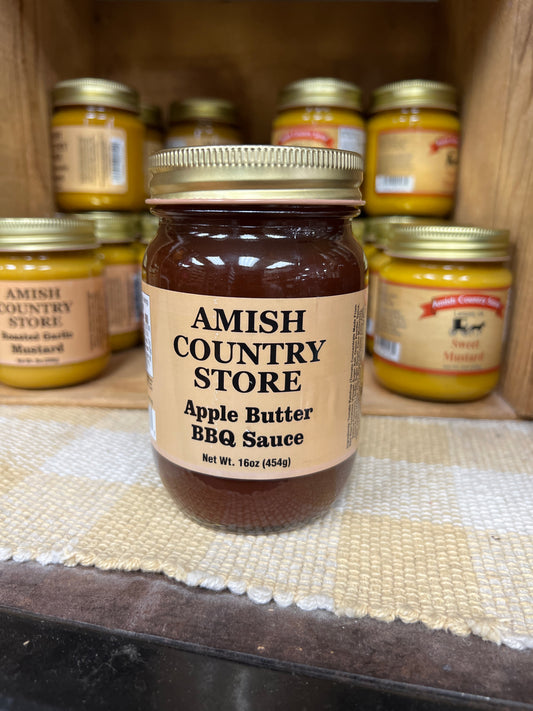 AMISH
COUNTRY
STORE
Apple Butter
BBQ Sauce
Net Wt. 16oz (454g)
AMISH COUNTRY
STORE
Roasted Garlic
Mustard
Amish Country Store
Sweet
Mustard